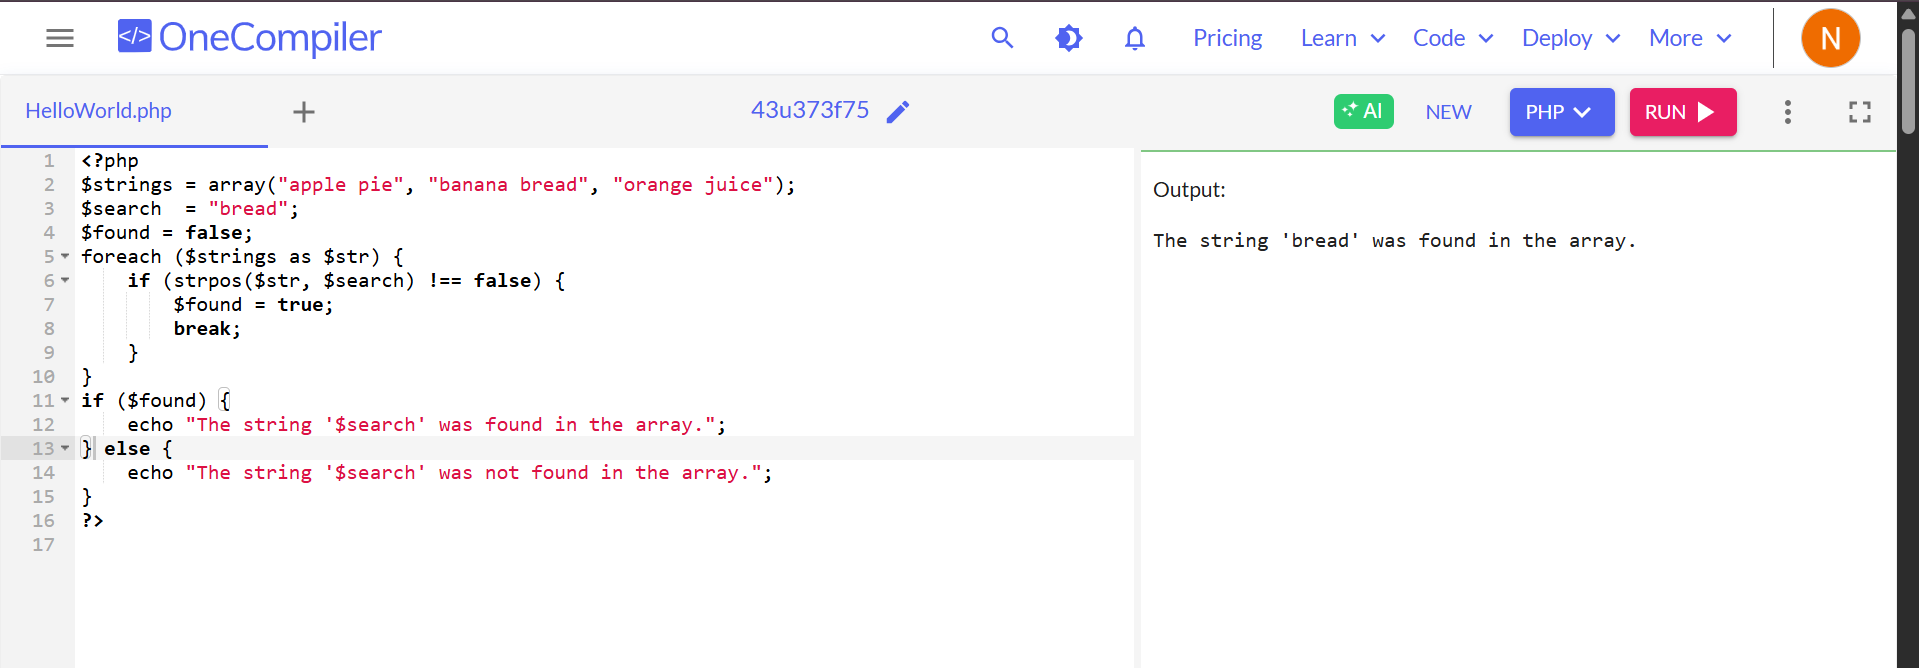 </> OneCompiler Pricing Learn Code Deploy More N
HelloWorld.php + 43u373f75 AI NEW PHP RUN
1 <?php
2 $strings = array("apple pie", "banana bread", "orange juice");
3 $search  = "bread";
4 $found = false;
5 foreach ($strings as $str) {
6     if (strpos($str, $search) !== false) {
7         $found = true;
8         break;
9     }
10 }
11 if ($found) {
12     echo "The string '$search' was found in the array.";
13 } else {
14     echo "The string '$search' was not found in the array.";
15 }
16 ?>
17
Output:
The string 'bread' was found in the array.